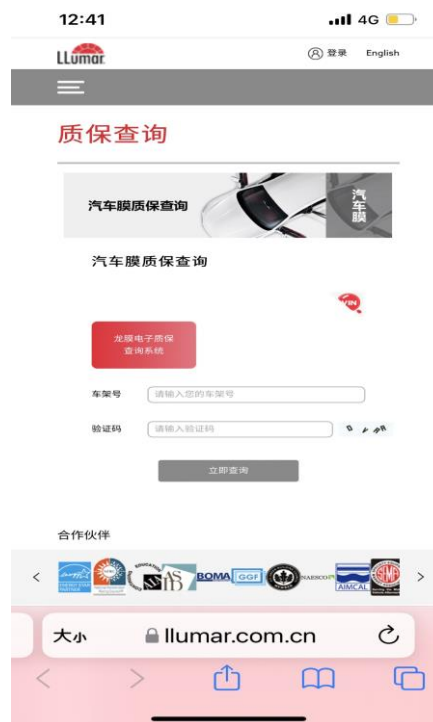 12:41
4G
LLumar
登录
English
质保查询
汽车膜质保查询
汽车膜
汽车膜质保查询
VIN
龙膜电子质保
查询系统
车架号
请输入您的车架号
验证码
请输入验证码
立即查询
合作伙伴
BOMA
GGF
NAESCO
AIMCAL
大小
llumar.com.cn